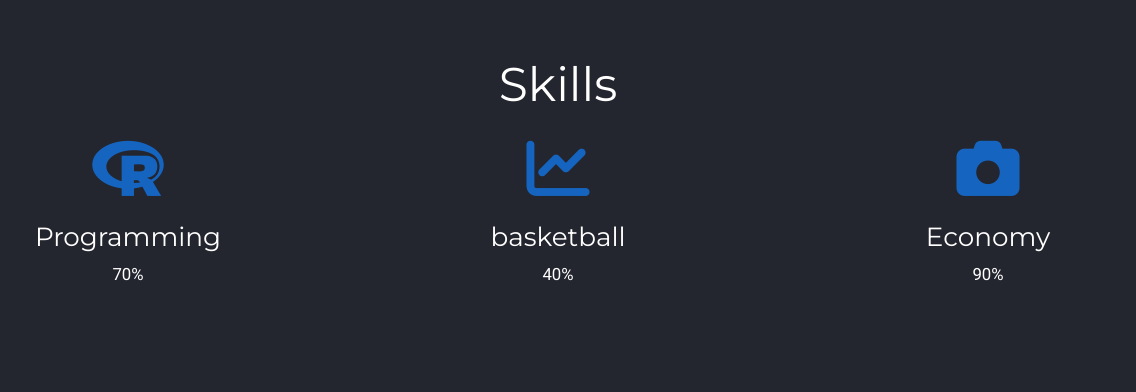 Skills
R
Programming
basketball
Economy
70%
40%
90%